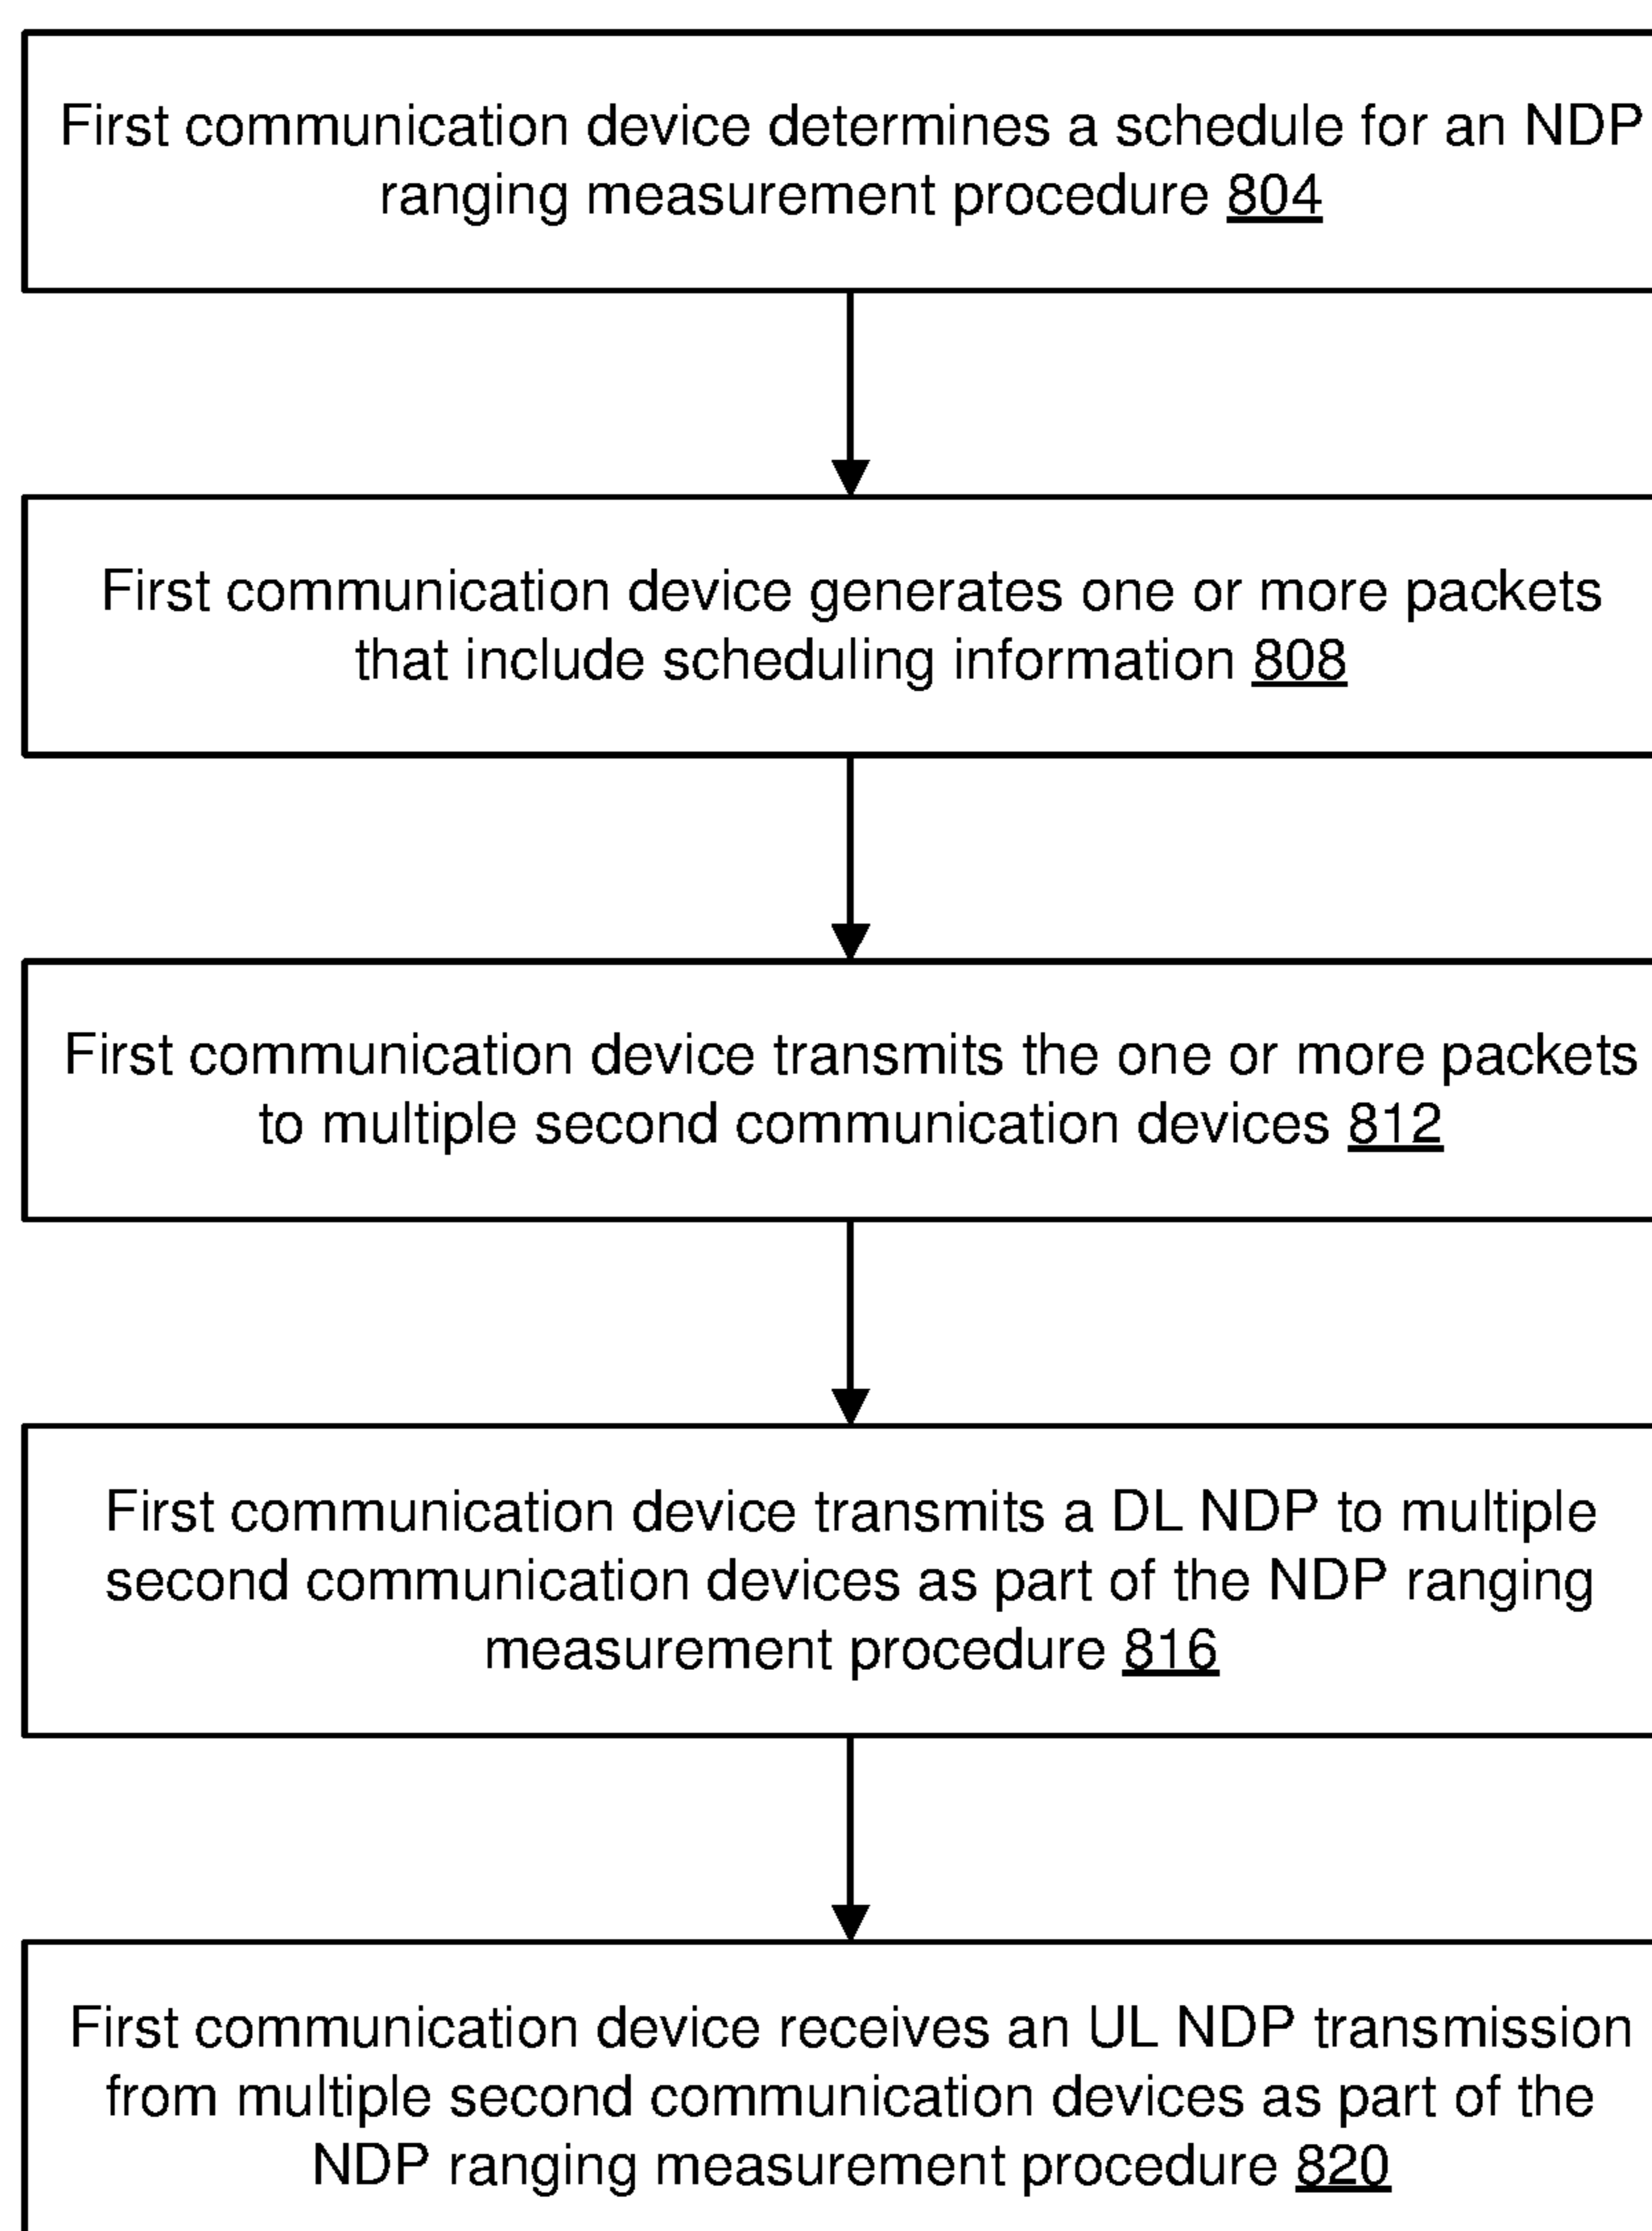 First communication device determines a schedule for an NDP
ranging measurement procedure 804
First communication device generates one or more packets
that include scheduling information 808
First communication device transmits the one or more packets
to multiple second communication devices 812
First communication device transmits a DL NDP to multiple
second communication devices as part of the NDP ranging
measurement procedure 816
First communication device receives an UL NDP transmission
from multiple second communication devices as part of the
NDP ranging measurement procedure 820